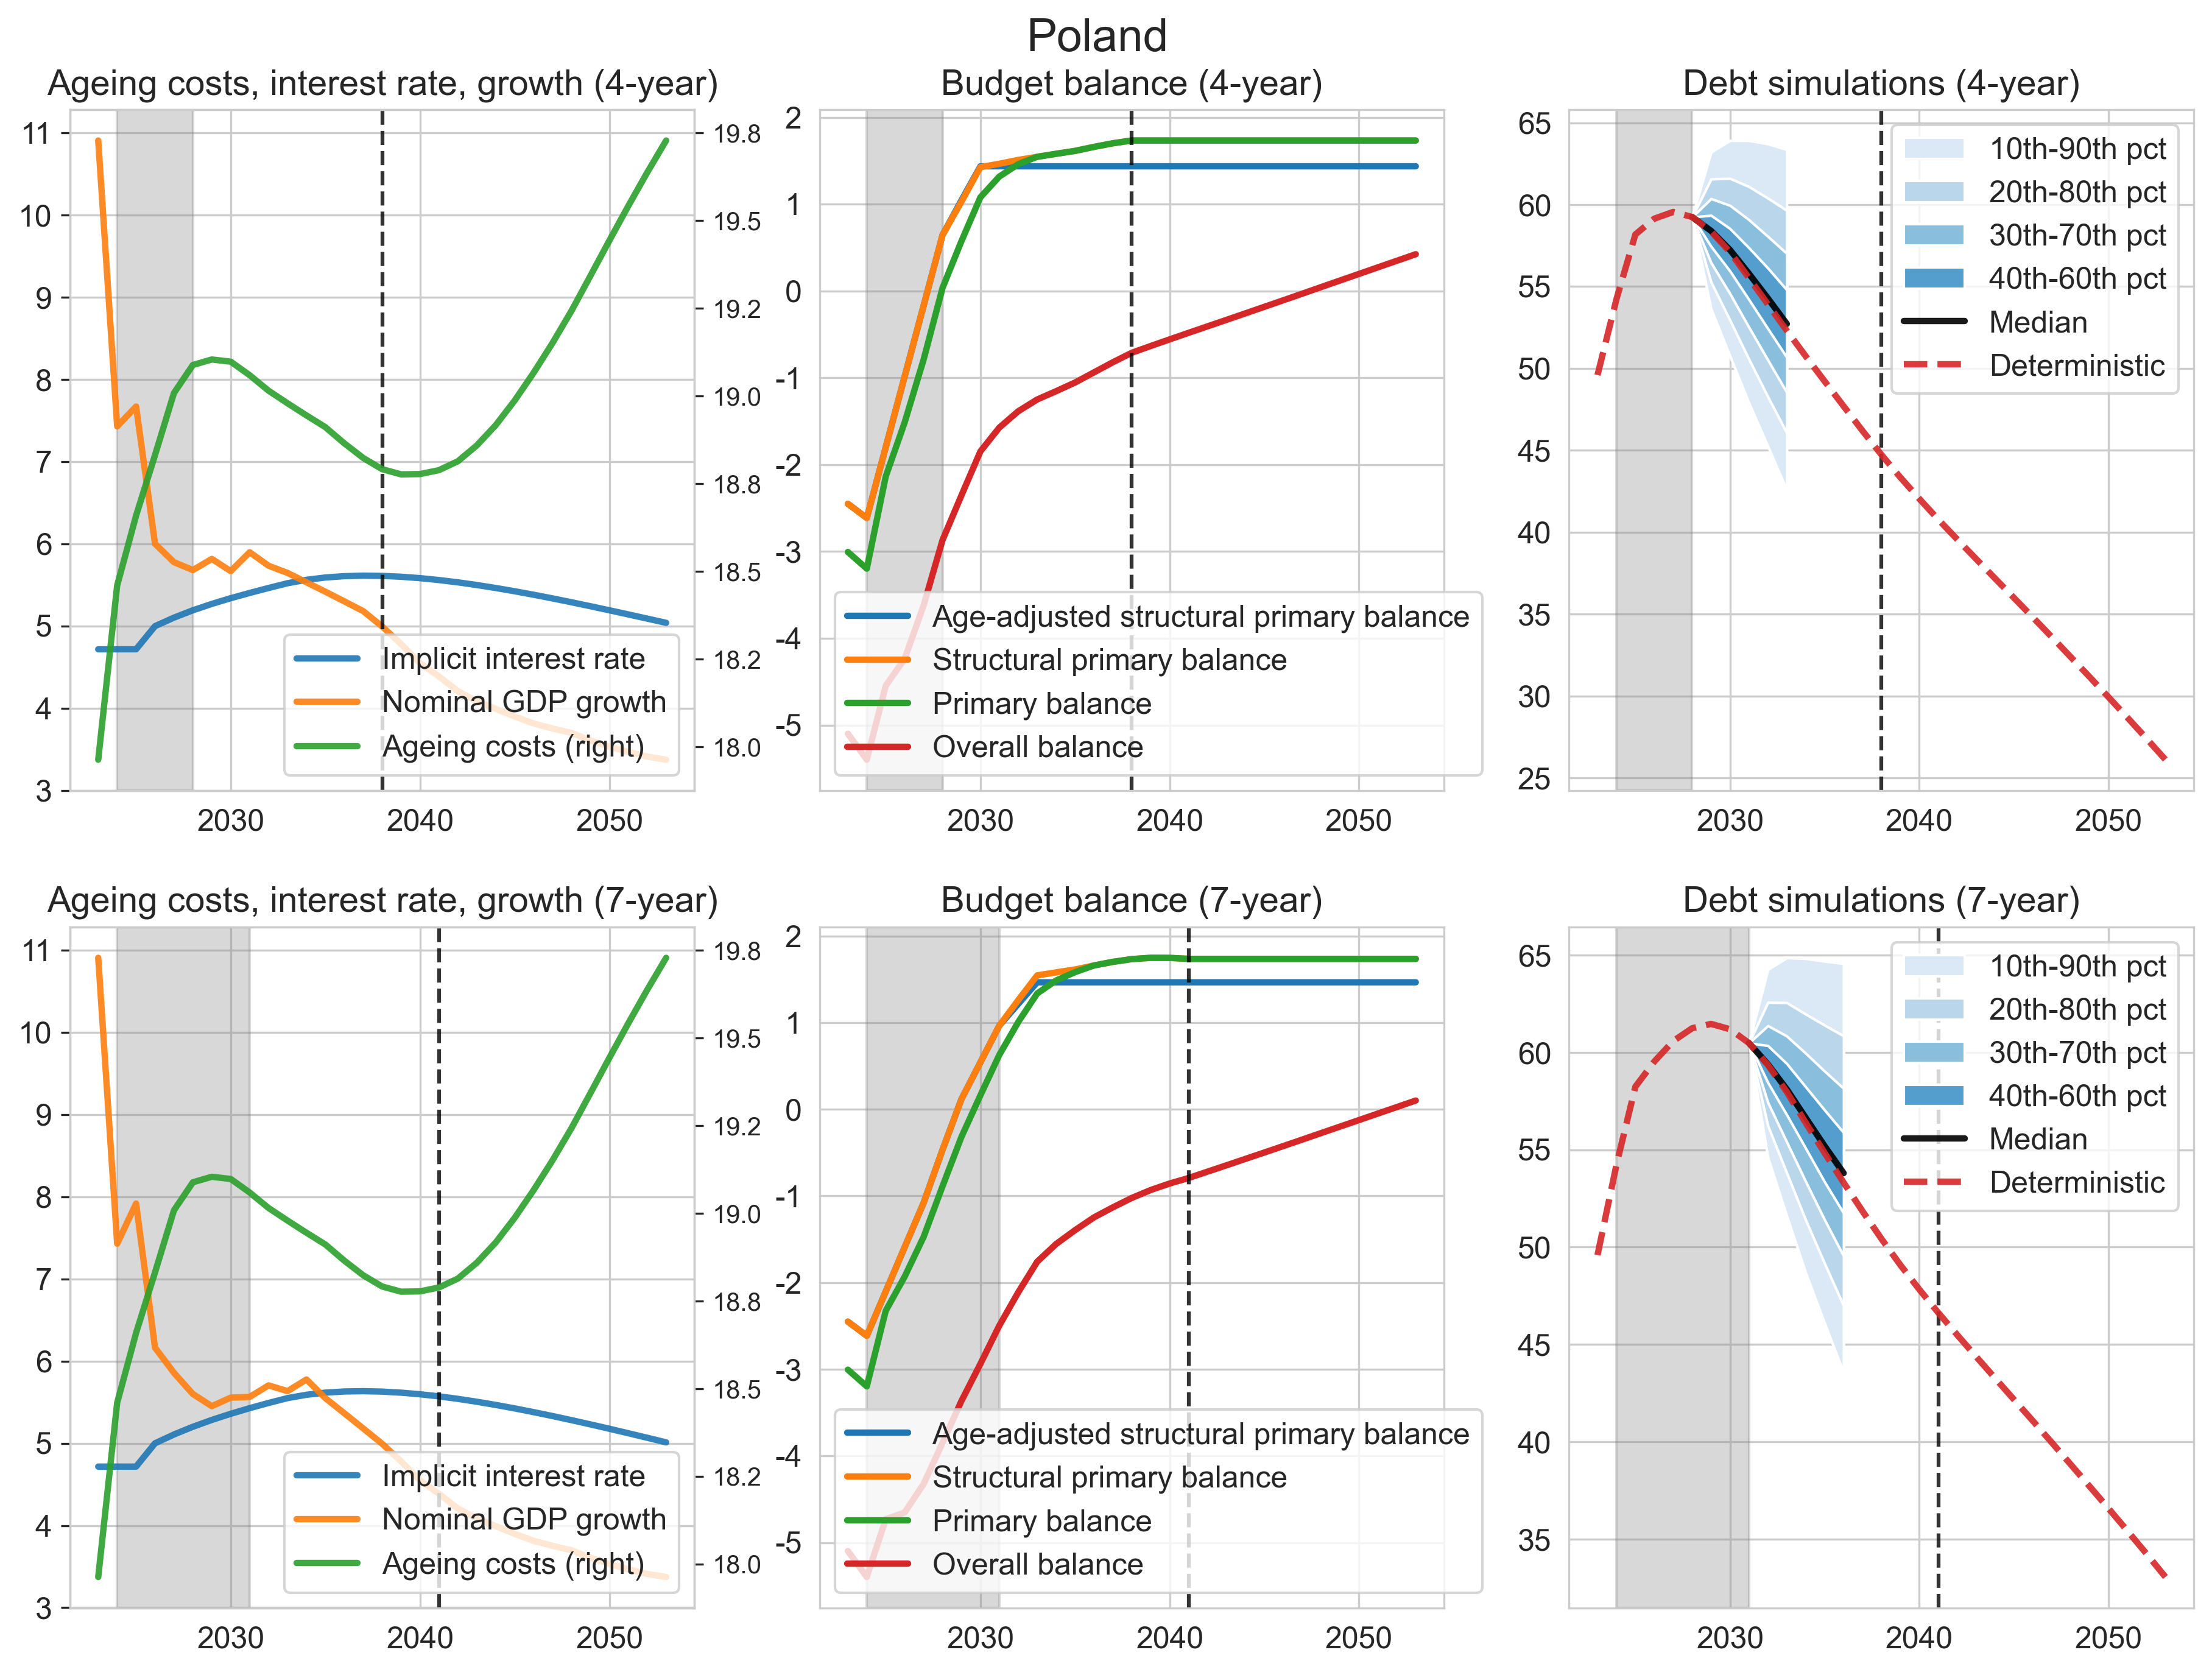 Poland
Ageing costs, interest rate, growth (4-year)
11
10
9
8
7
6
5
4
3
19.8
19.5
19.2
19.0
18.8
18.5
18.2
18.0
2030
2040
2050
Implicit interest rate
Nominal GDP growth
Ageing costs (right)
Budget balance (4-year)
2
1
0
-1
-2
-3
-4
-5
2030
2040
2050
Age-adjusted structural primary balance
Structural primary balance
Primary balance
Overall balance
Debt simulations (4-year)
65
60
55
50
45
40
35
30
25
2030
2040
2050
10th-90th pct
20th-80th pct
30th-70th pct
40th-60th pct
Median
Deterministic
Ageing costs, interest rate, growth (7-year)
11
10
9
8
7
6
5
4
3
19.8
19.5
19.2
19.0
18.8
18.5
18.2
18.0
2030
2040
2050
Implicit interest rate
Nominal GDP growth
Ageing costs (right)
Budget balance (7-year)
2
1
0
-1
-2
-3
-4
-5
2030
2040
2050
Age-adjusted structural primary balance
Structural primary balance
Primary balance
Overall balance
Debt simulations (7-year)
65
60
55
50
45
40
35
2030
2040
2050
10th-90th pct
20th-80th pct
30th-70th pct
40th-60th pct
Median
Deterministic